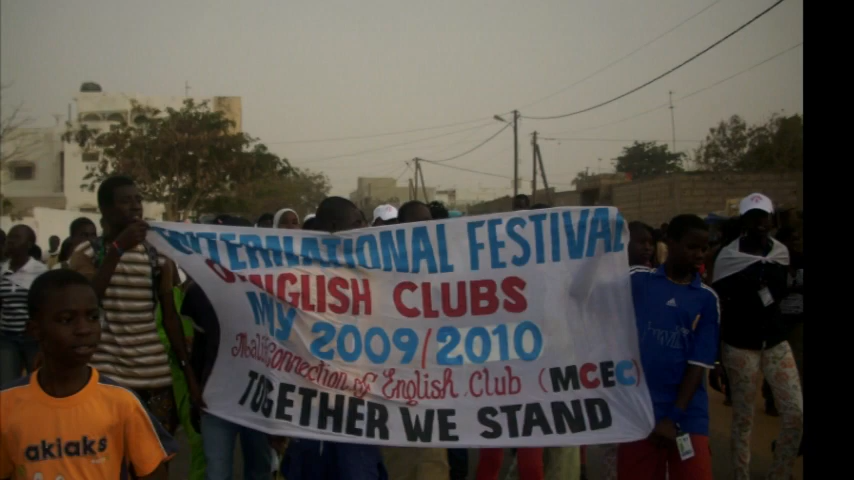 INTERNATIONAL FESTIVAL
OF ENGLISH CLUBS
My 2009/2010
Mali Connection of English Club (MCEC)
TOGETHER WE STAND
akiaks